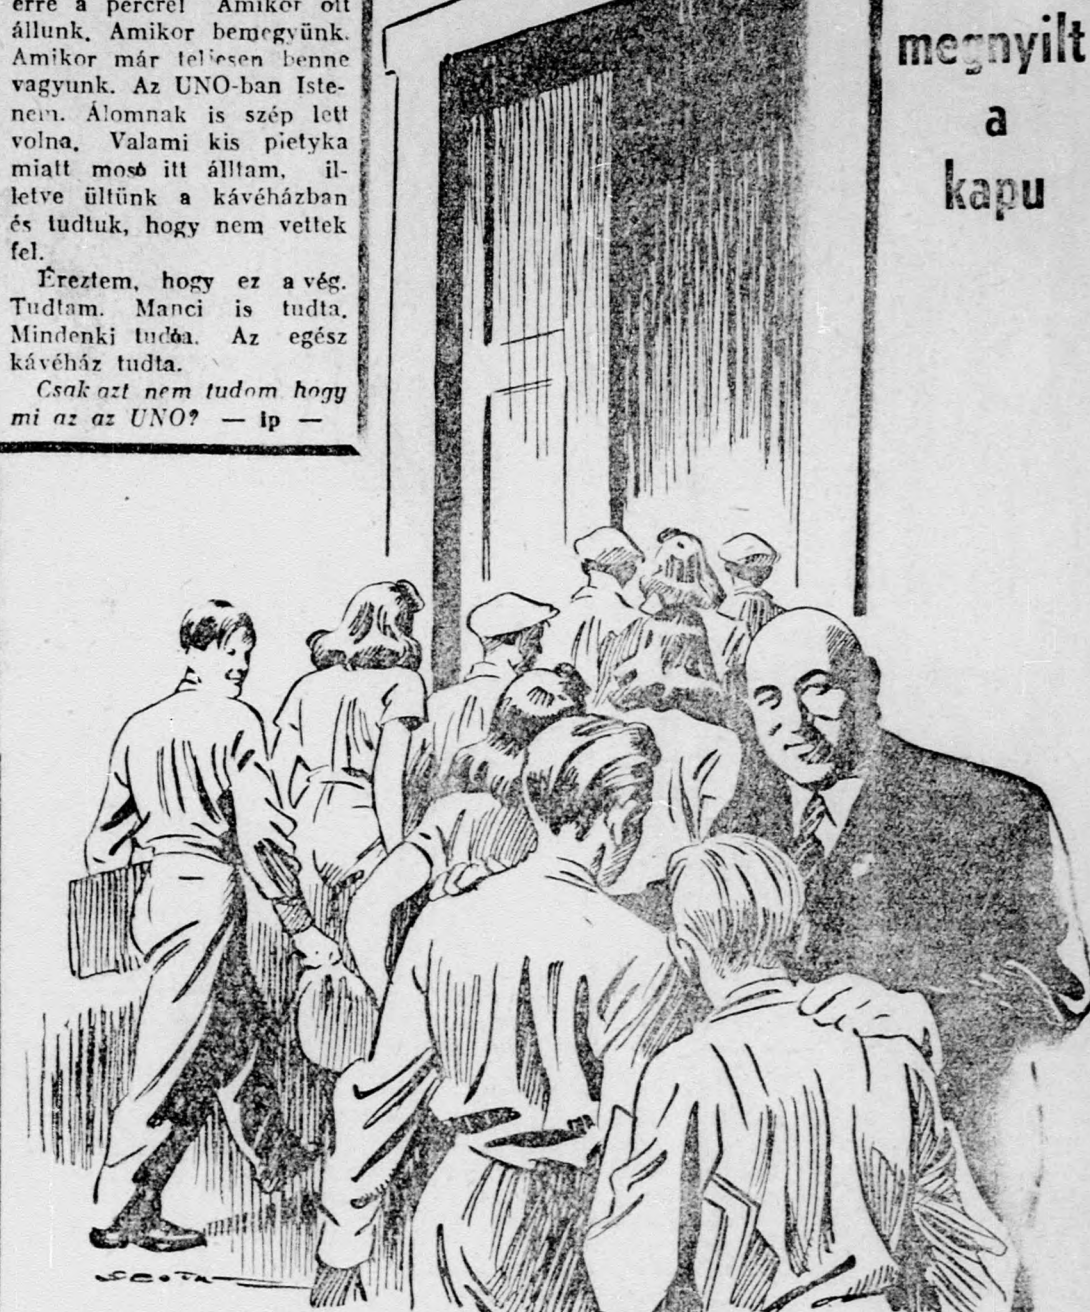 erre a percre! Amikor ott
állunk. Amikor bemegyünk.
Amikor már teljesen benne
vagyunk. Az UNO-ban Iste-
nem. Álomnak is szép lett
volna. Valami kis pletyka
miatt most itt álltam, il-
letve ültünk a kávéházban
és tudtuk, hogy nem vettek
fel.
Éreztem, hogy ez a vég.
Tudtam. Manci is tudta.
Mindenki tudta. Az egész
kávéház tudta.
Csak azt nem tudom hogy
mi az az UNO? — ip —
megnyilt
a
kapu